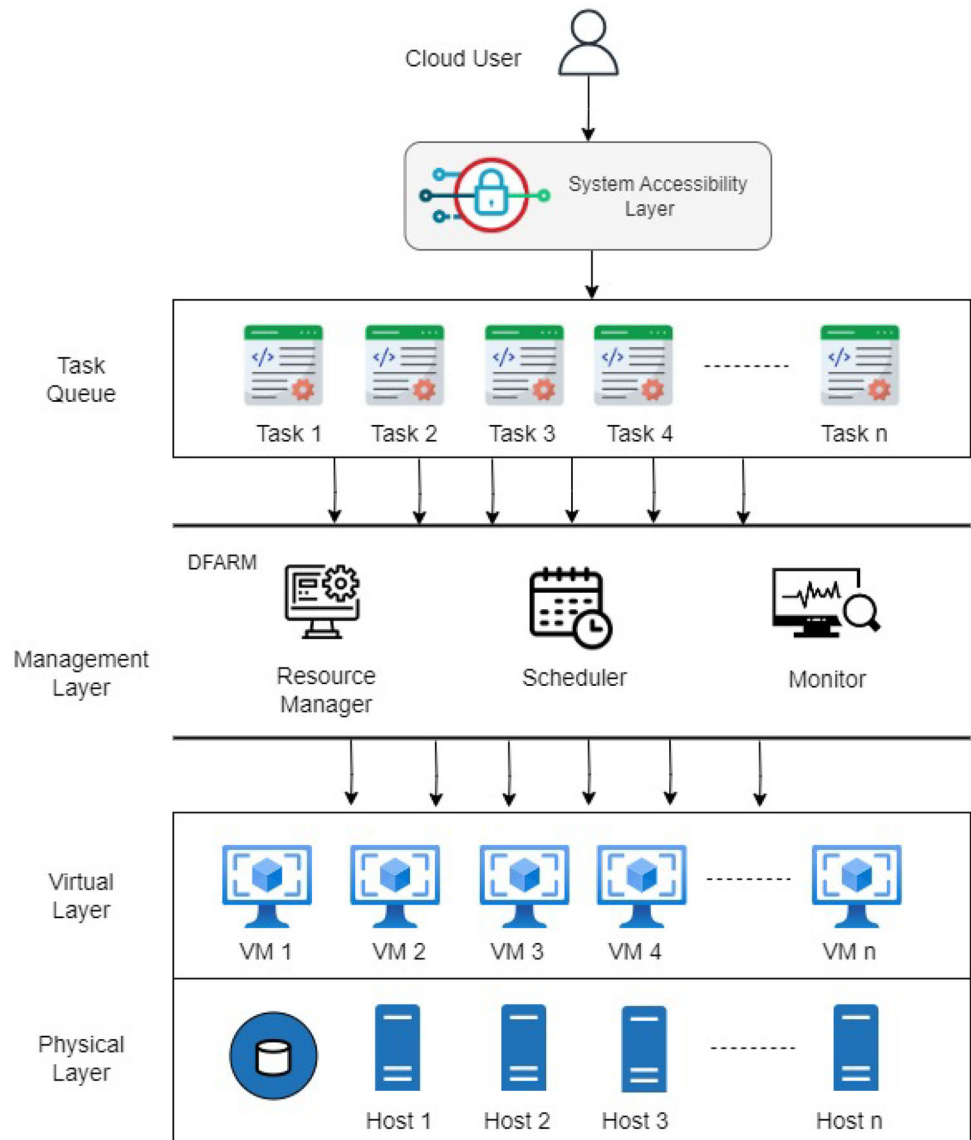 Cloud User
System Accessibility
Layer
Task
Queue
</>
</>
</>
</>
</>
Task 1
Task 2
Task 3
Task 4
Task n
DFARM
Management
Layer
Resource
Manager
Scheduler
Monitor
Virtual
Layer
VM 1
VM 2
VM 3
VM 4
VM n
Physical
Layer
Host 1
Host 2
Host 3
Host n